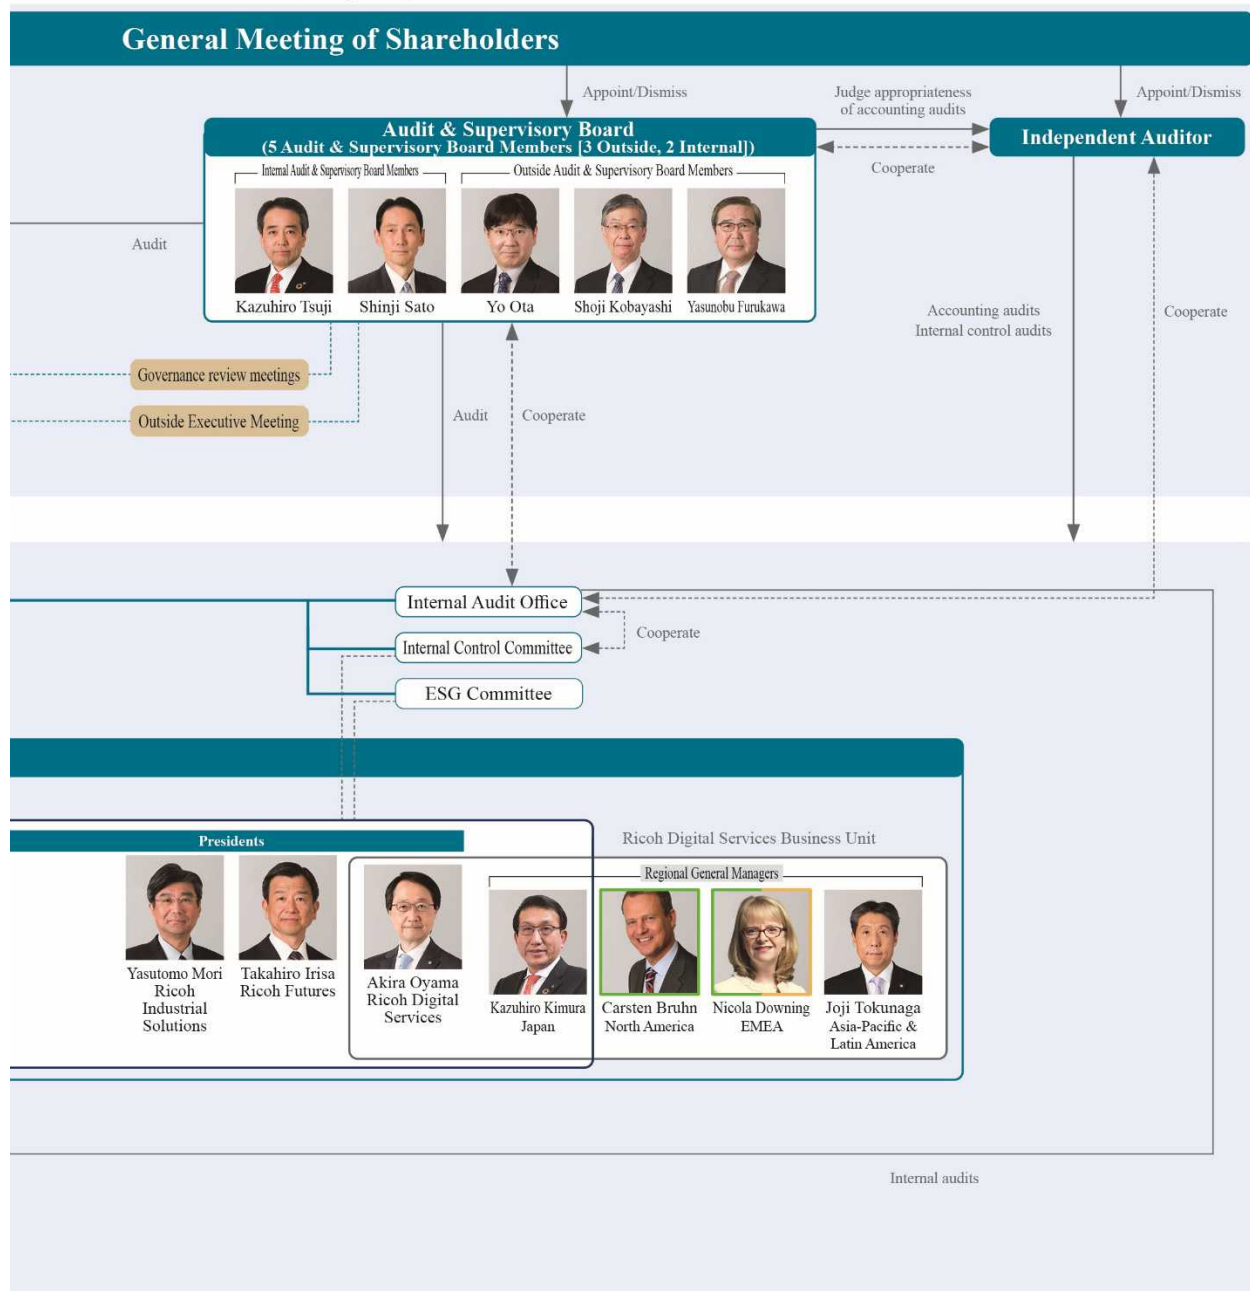 General Meeting of Shareholders
Appoint/Dismiss
Judge appropriateness
of accounting audits
Appoint/Dismiss
Audit & Supervisory Board
(5 Audit & Supervisory Board Members [3 Outside, 2 Internal])
Independent Auditor
Cooperate
Internal Audit & Supervisory Board Members
Outside Audit & Supervisory Board Members
Audit
Kazuhiro Tsuji
Shinji Sato
Yo Ota
Shoji Kobayashi
Yasunobu Furukawa
Accounting audits
Internal control audits
Cooperate
Governance review meetings
Outside Executive Meeting
Audit
Cooperate
Internal Audit Office
Internal Control Committee
Cooperate
ESG Committee
Presidents
Ricoh Digital Services Business Unit
Regional General Managers
Yasutomo Mori
Ricoh
Industrial
Solutions
Takahiro Irisa
Ricoh Futures
Akira Oyama
Ricoh Digital
Services
Kazuhiro Kimura
Japan
Carsten Bruhn
North America
Nicola Downing
EMEA
Joji Tokunaga
Asia-Pacific &
Latin America
Internal audits